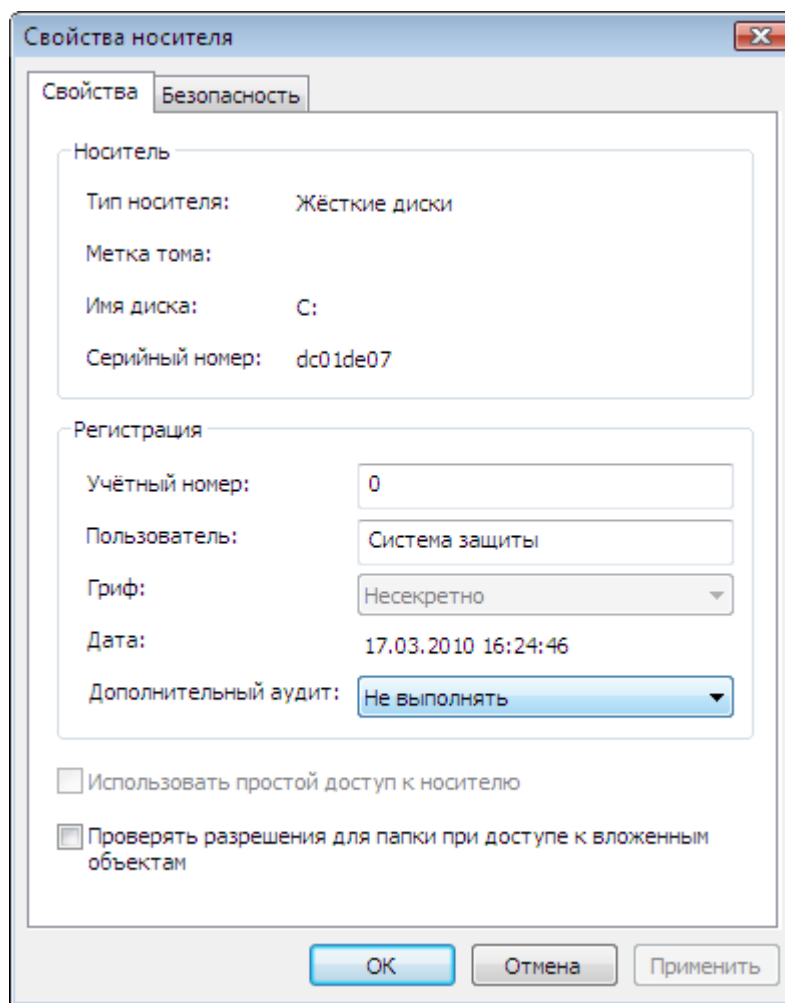 Свойства носителя
Свойства Безопасность
Носитель
Тип носителя: Жёсткие диски
Метка тома:
Имя диска: C:
Серийный номер: dc01de07
Регистрация
Учётный номер: 0
Пользователь: Система защиты
Гриф: Несекретно
Дата: 17.03.2010 16:24:46
Дополнительный аудит: Не выполнять
Использовать простой доступ к носителю
Проверять разрешения для папки при доступе к вложенным
объектам
ОК Отмена Применить